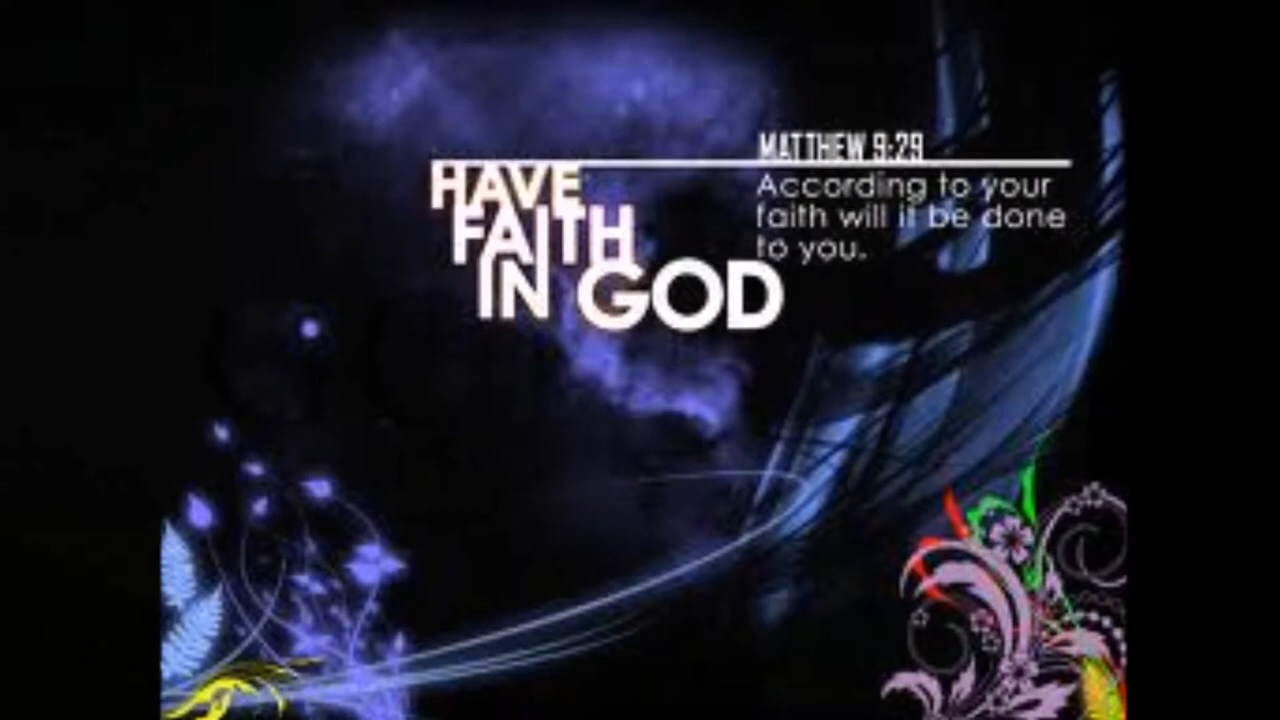 HAVE
FAITH
IN GOD
MATTHEW 9:29
According to your
faith will it be done
to you.